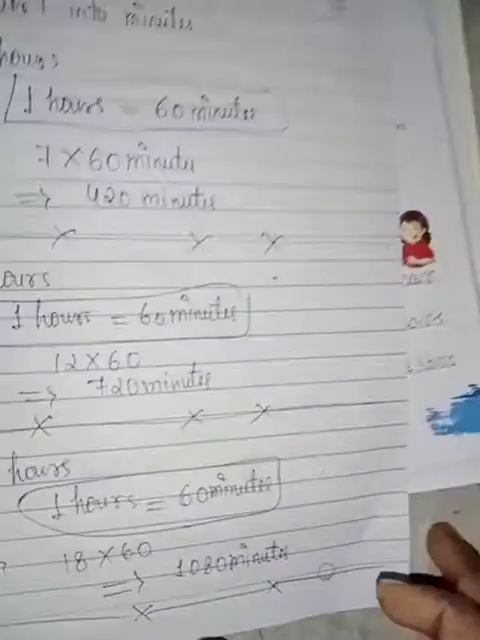 into minutes
hours
1 hours = 60 minutes
7 X 60 minutes
=> 420 minutes
ours
1 hours = 60 minutes
12 X 60
=> 720 minutes
hours
1 hours = 60 minutes
18 X 60
=> 1080 minutes